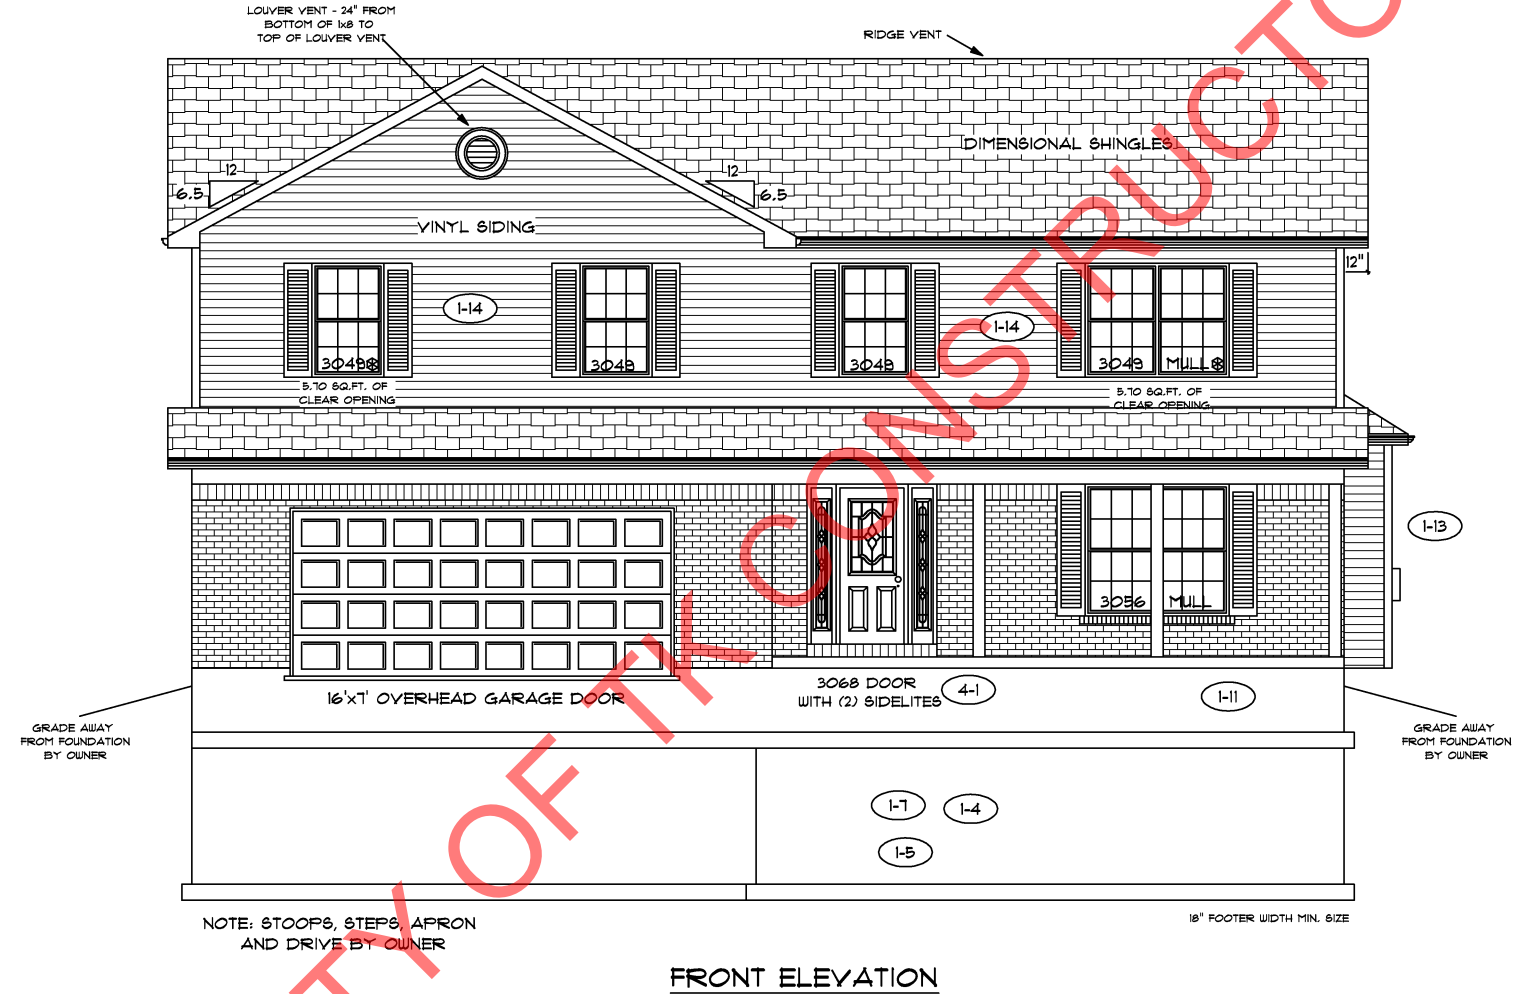 LOUVER VENT - 24" FROM
BOTTOM OF 1x8 TO
TOP OF LOUVER VENT
RIDGE VENT
DIMENSIONAL SHINGLES
12
6.5
12
6.5
VINYL SIDING
12"
1-14
1-14
3049
3049
3049
3049 MULL
5.70 SQ.FT. OF
CLEAR OPENING
5.70 SQ.FT. OF
CLEAR OPENING
1-13
3056 MULL
16'x7' OVERHEAD GARAGE DOOR
3068 DOOR
WITH (2) SIDELITES
4-1
1-11
GRADE AWAY
FROM FOUNDATION
BY OWNER
GRADE AWAY
FROM FOUNDATION
BY OWNER
1-7
1-4
1-5
NOTE: STOOPS, STEPS, APRON
AND DRIVE BY OWNER
18" FOOTER WIDTH MIN. SIZE
FRONT ELEVATION
TY OF TK CONSTRUCTO